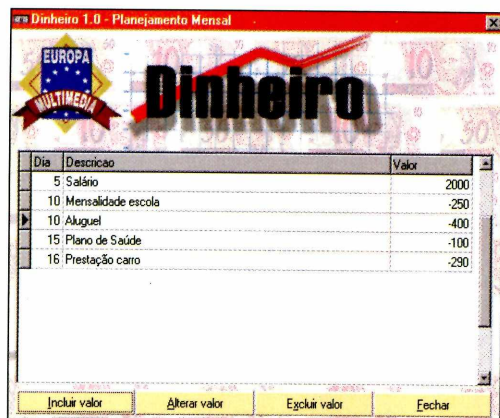 Dinheiro 1.0 - Planejamento Mensal
EUROPA
MULTIMEDIA
Dinheiro
Dia Descricao Valor
5 Salário 2000
10 Mensalidade escola -250
10 Aluguel -400
15 Plano de Saúde -100
16 Prestação carro -290
Incluir valor Alterar valor Excluir valor Fechar